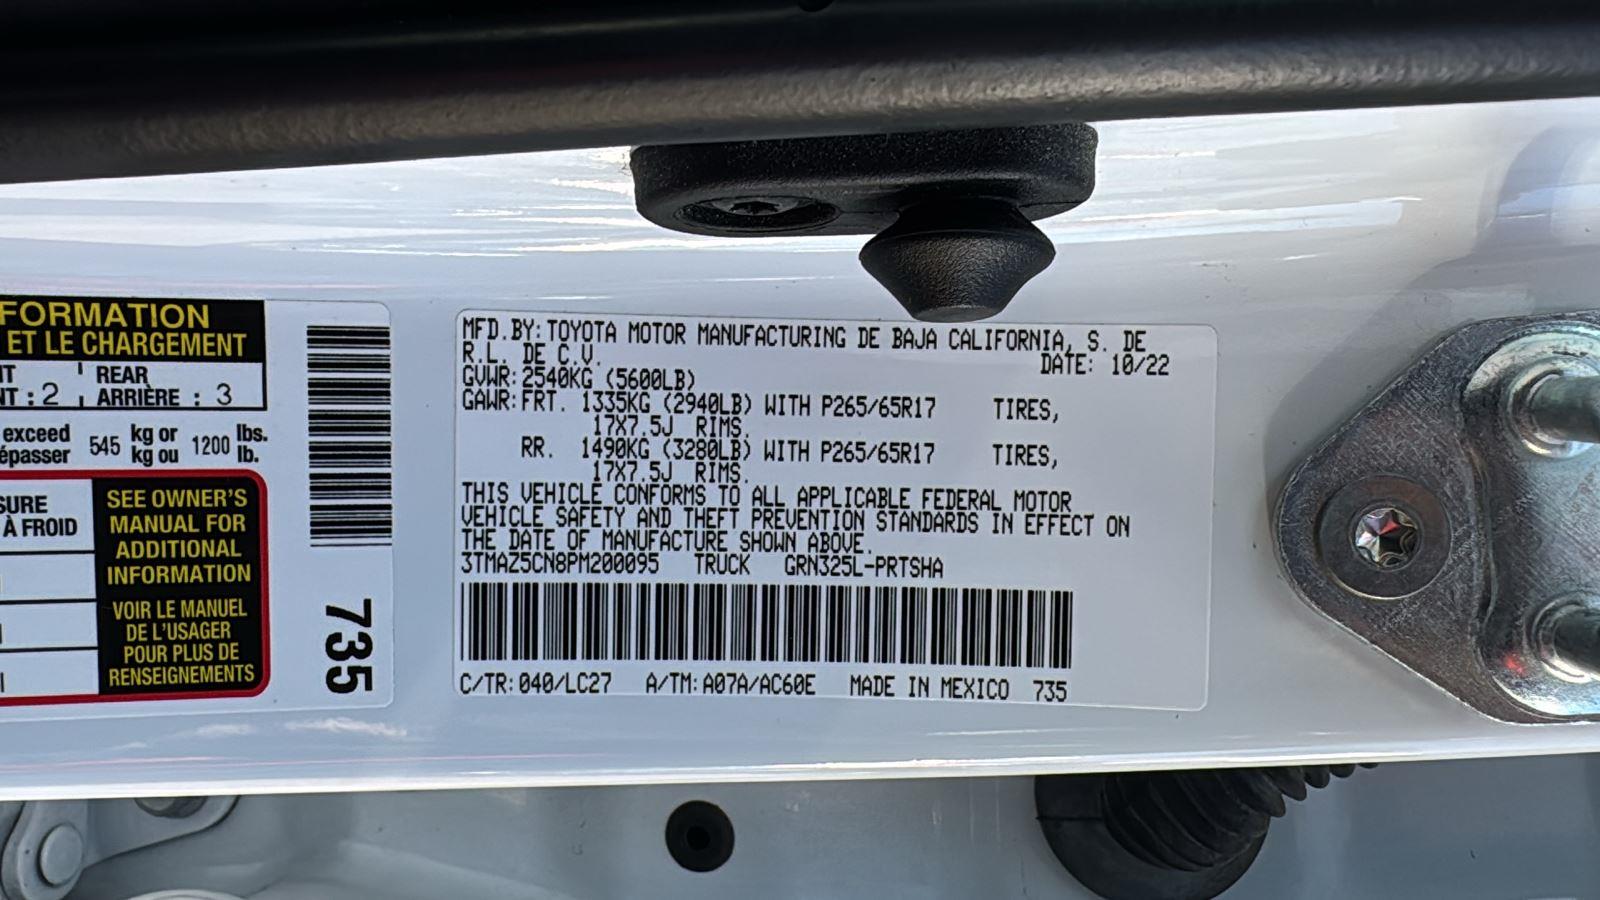 FORMATION
ET LE CHARGEMENT
NT : 2
REAR
ARRIÈRE : 3
exceed
épasser 545 kg or
kg ou 1200 lbs.
lb.
SURE
À FROID
SEE OWNER'S
MANUAL FOR
ADDITIONAL
INFORMATION
VOIR LE MANUEL
DE L'USAGER
POUR PLUS DE
RENSEIGNEMENTS
735
MFD.BY:TOYOTA MOTOR MANUFACTURING DE BAJA CALIFORNIA, S. DE
R.L. DE C.V. DATE: 10/22
GVWR:2540KG (5600LB)
GAWR:FRT. 1335KG (2940LB) WITH P265/65R17 TIRES,
17X7.5J RIMS.
RR. 1490KG (3280LB) WITH P265/65R17 TIRES,
17X7.5J RIMS.
THIS VEHICLE CONFORMS TO ALL APPLICABLE FEDERAL MOTOR
VEHICLE SAFETY AND THEFT PREVENTION STANDARDS IN EFFECT ON
THE DATE OF MANUFACTURE SHOWN ABOVE.
3TMAZ5CN8PM200095 TRUCK GRN325L-PRTSHA
C/TR:040/LC27 A/TM:A07A/AC60E MADE IN MEXICO 735